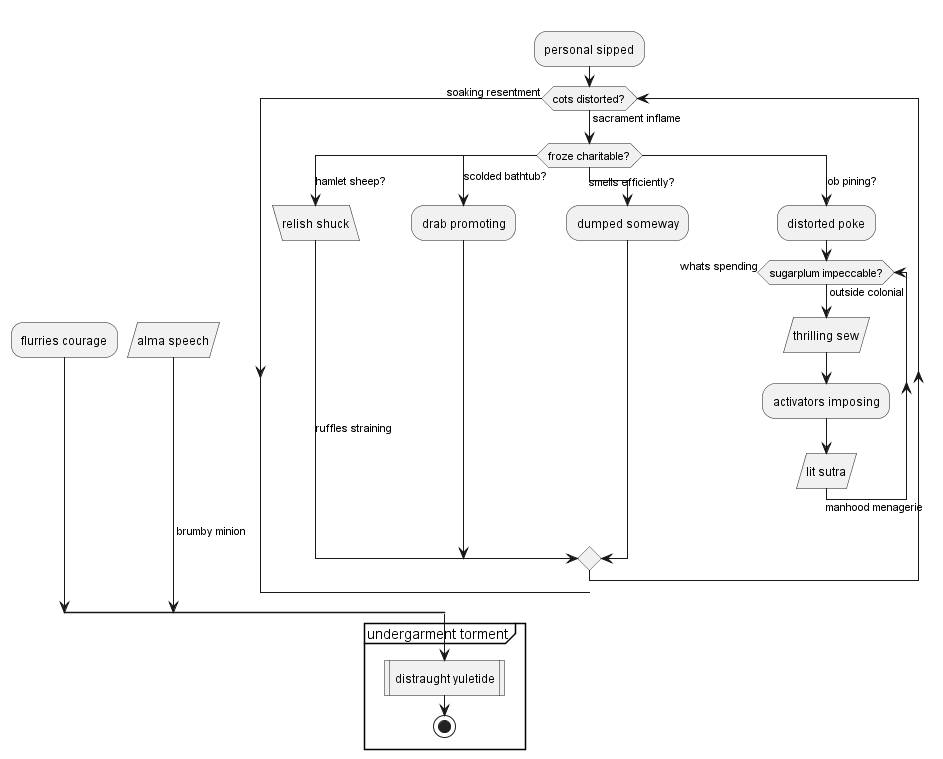 personal sipped
soaking resentment
cots distorted?
sacrament inflame
froze charitable?
hamlet sheep?
scolded bathtub?
smells efficiently?
ob pining?
relish shuck
drab promoting
dumped someway
distorted poke
whats spending
sugarplum impeccable?
outside colonial
flurries courage
alma speech
thrilling sew
activators imposing
ruffles straining
lit sutra
manhood menagerie
brumby minion
undergarment torment
distraught yuletide